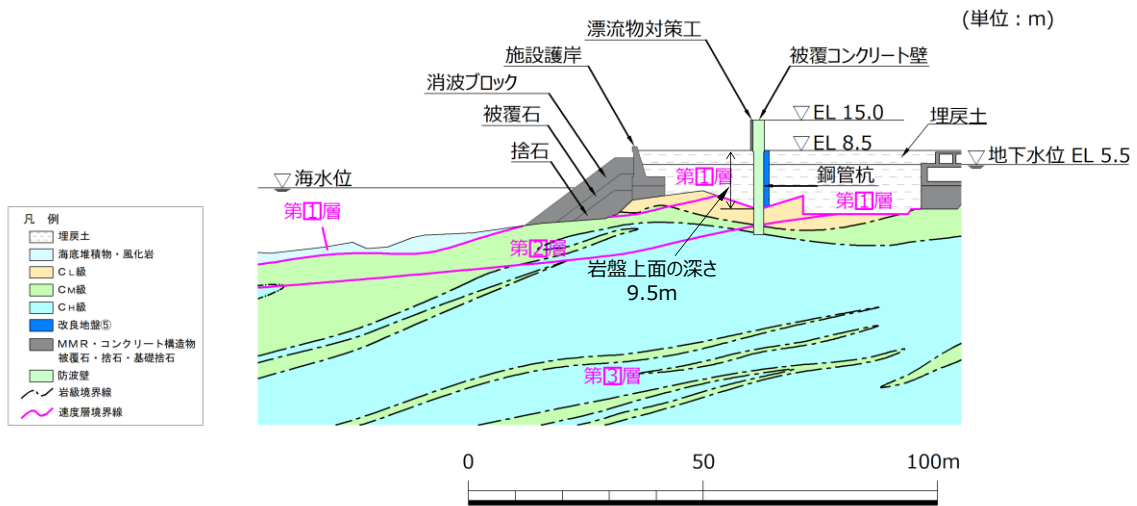 (単位：m)
漂流物対策工
施設護岸
被覆コンクリート壁
消波ブロック
被覆石
捨石
▽EL 15.0
埋戻土
▽EL 8.5
▽地下水位 EL 5.5
▽海水位
第1層
鋼管杭
第1層
第1層
第2層
岩盤上面の深さ
9.5m
第3層
凡 例
埋戻土
海底堆積物・風化岩
CL級
CM級
CH級
改良地盤⑤
MMR・コンクリート構造物
被覆石・捨石・基礎捨石
防波壁
岩級境界線
速度層境界線
0 50 100m